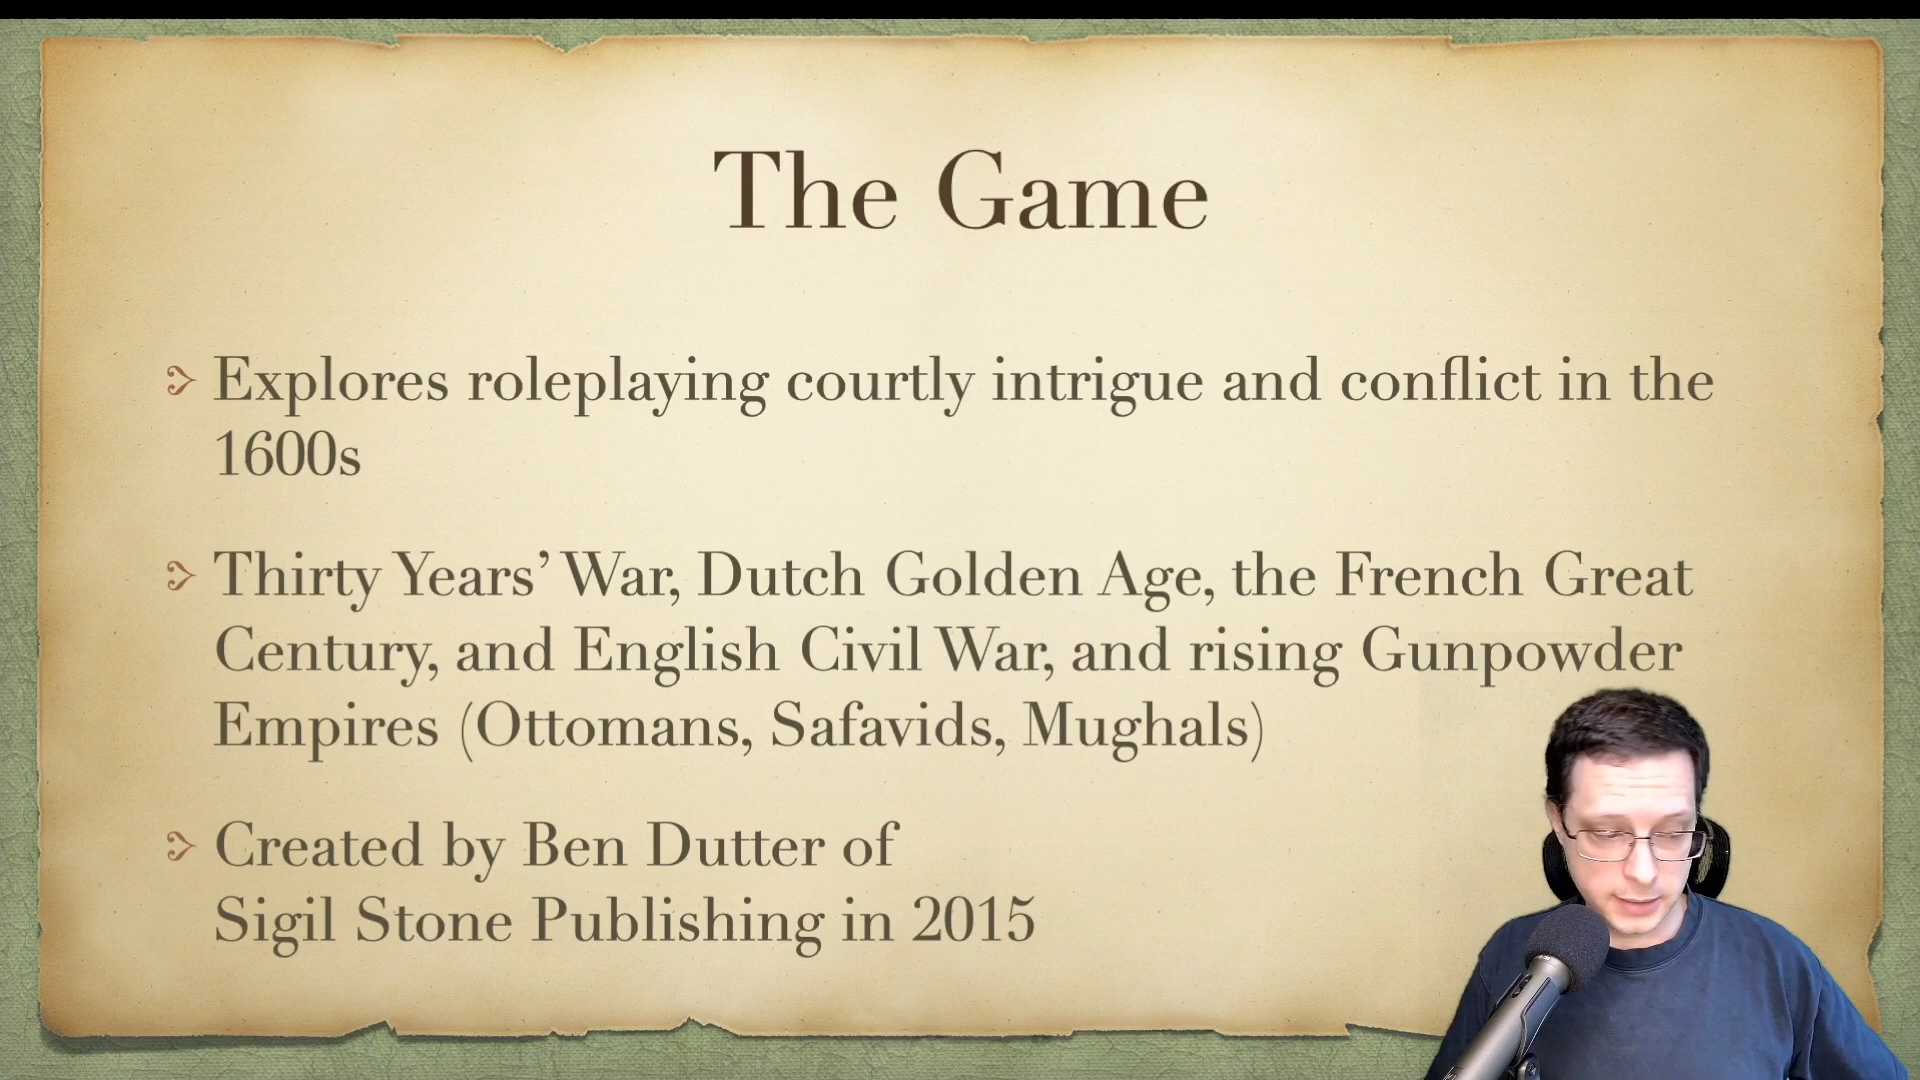 The Game
Explores roleplaying courtly intrigue and conflict in the
1600s
Thirty Years’ War, Dutch Golden Age, the French Great
Century, and English Civil War, and rising Gunpowder
Empires (Ottomans, Safavids, Mughals)
Created by Ben Dutter of
Sigil Stone Publishing in 2015